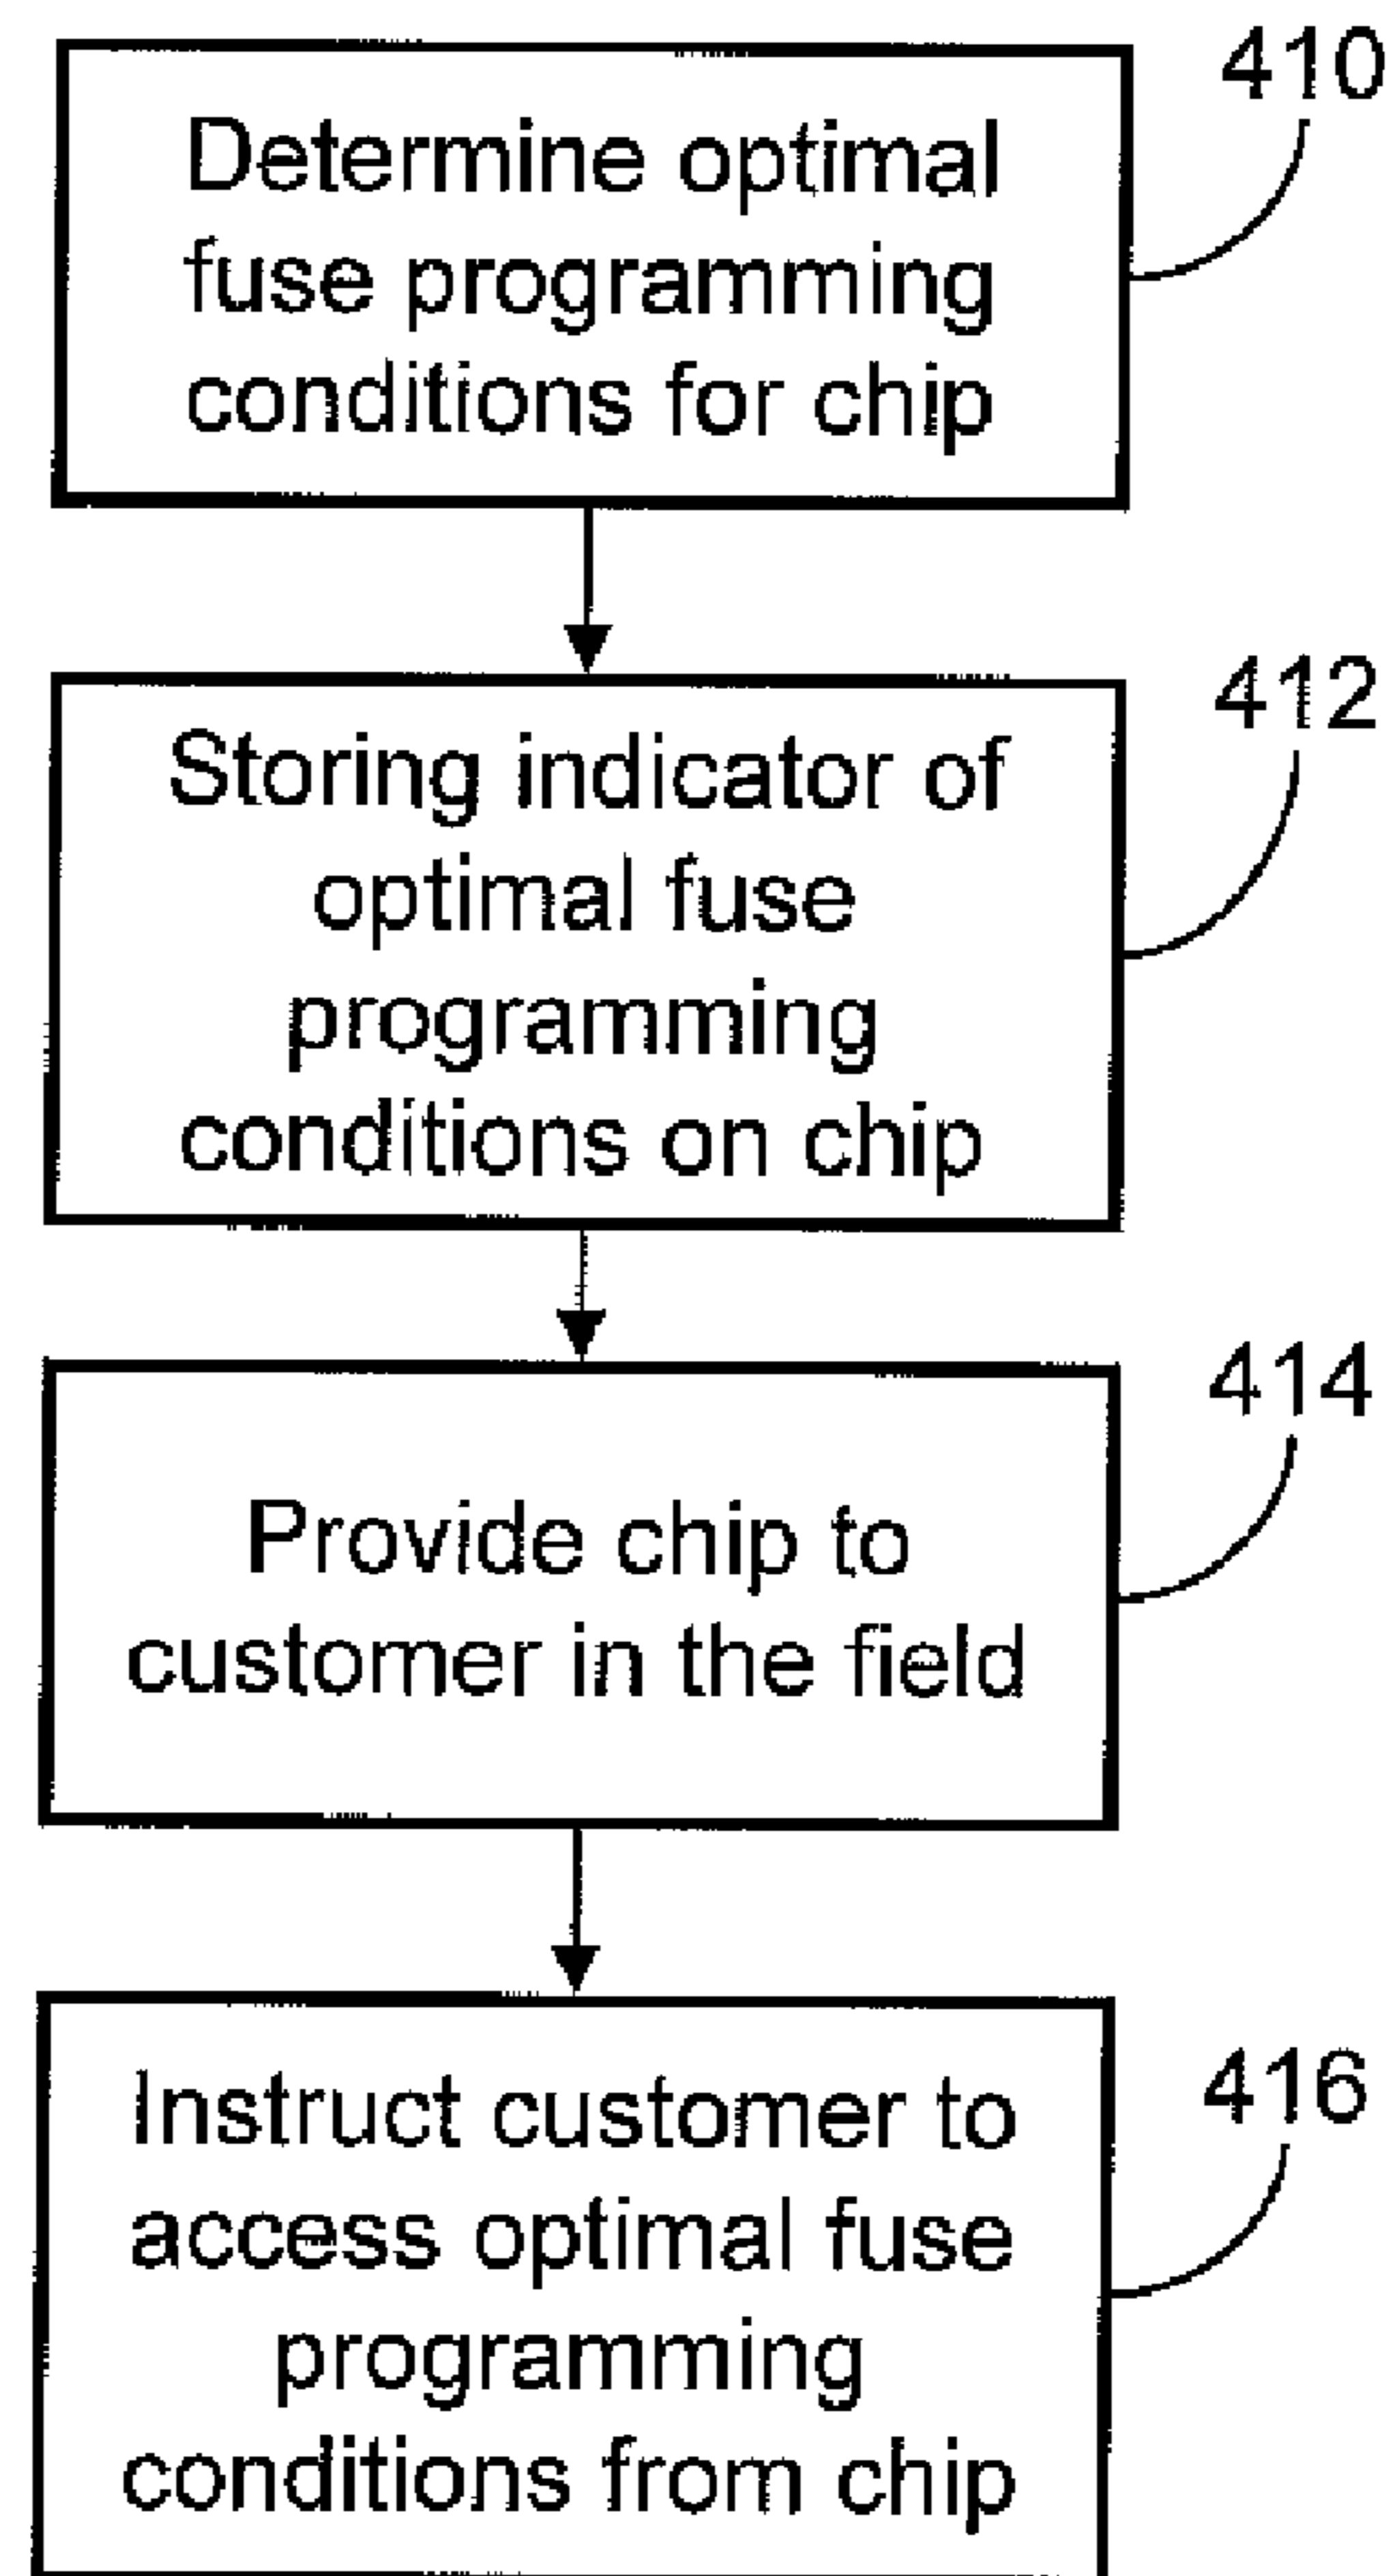 410
Determine optimal
fuse programming
conditions for chip
412
Storing indicator of
optimal fuse
programming
conditions on chip
414
Provide chip to
customer in the field
416
Instruct customer to
access optimal fuse
programming
conditions from chip